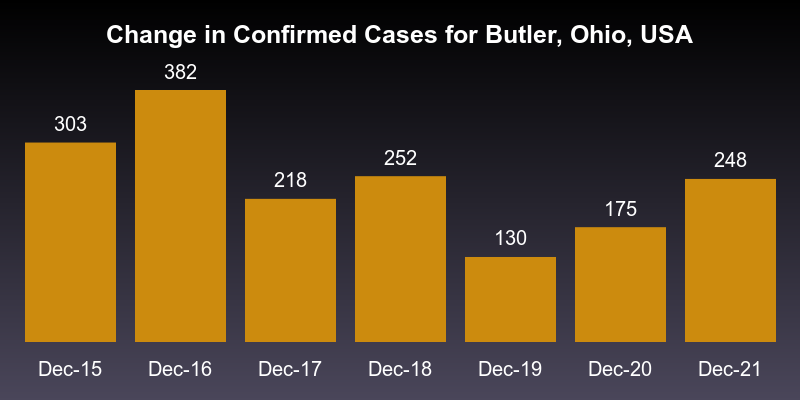 Change in Confirmed Cases for Butler, Ohio, USA
303 382 218 252 130 175 248
Dec-15 Dec-16 Dec-17 Dec-18 Dec-19 Dec-20 Dec-21